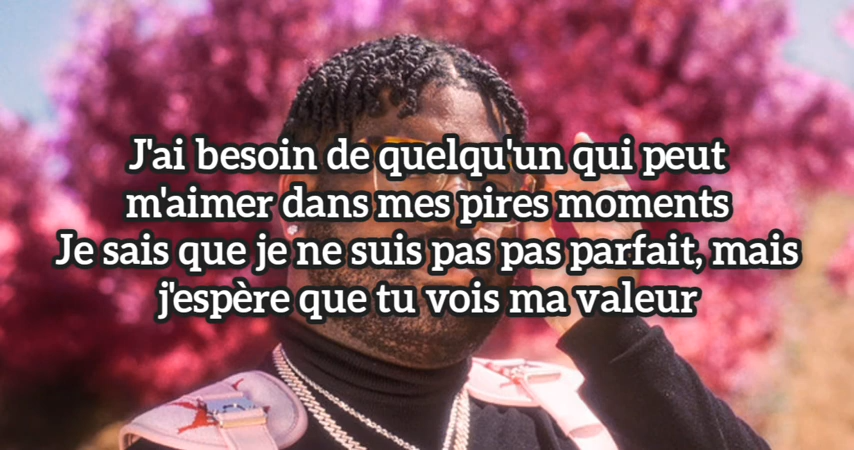 J'ai besoin de quelqu'un qui peut
m'aimer dans mes pires moments
Je sais que je ne suis pas pas parfait, mais
j'espère que tu vois ma valeur